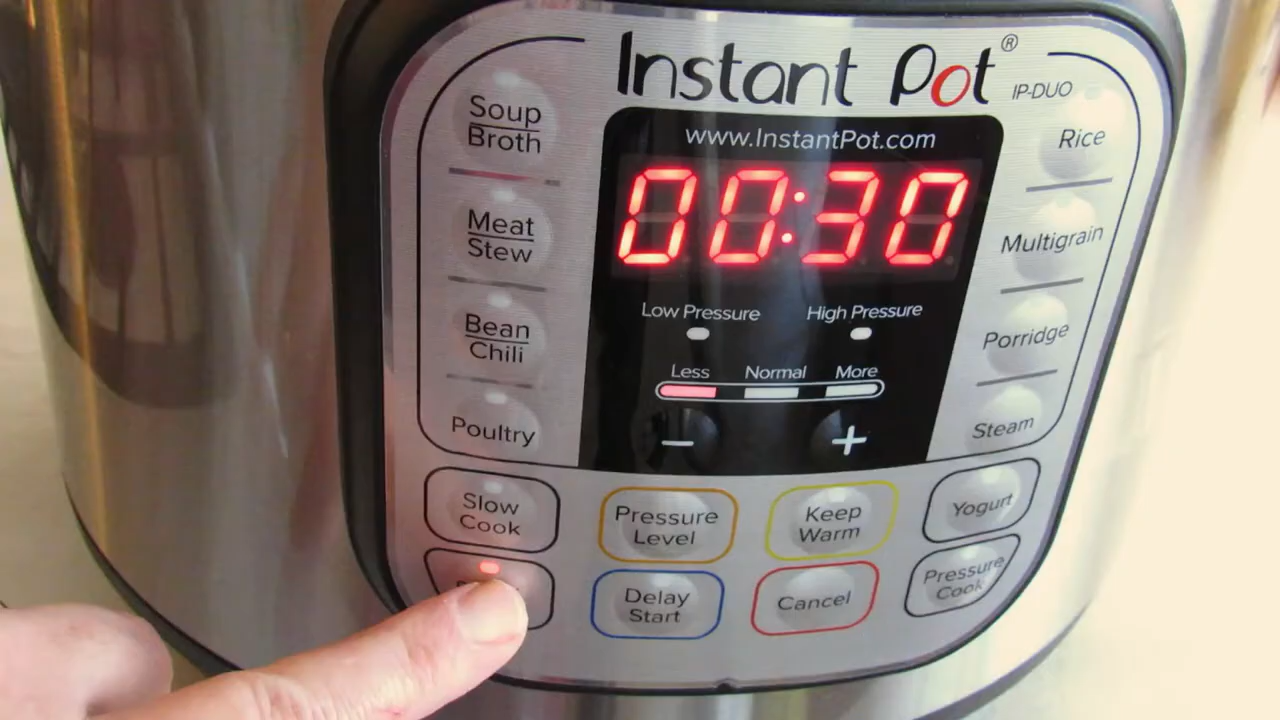 Instant Pot®
IP-DUO
www.InstantPot.com
00:30
Low Pressure
High Pressure
Less
Normal
More
−
+
Soup
Broth
Meat
Stew
Bean
Chili
Poultry
Rice
Multigrain
Porridge
Steam
Slow
Cook
Pressure
Level
Keep
Warm
Yogurt
Delay
Start
Cancel
Pressure
Cook